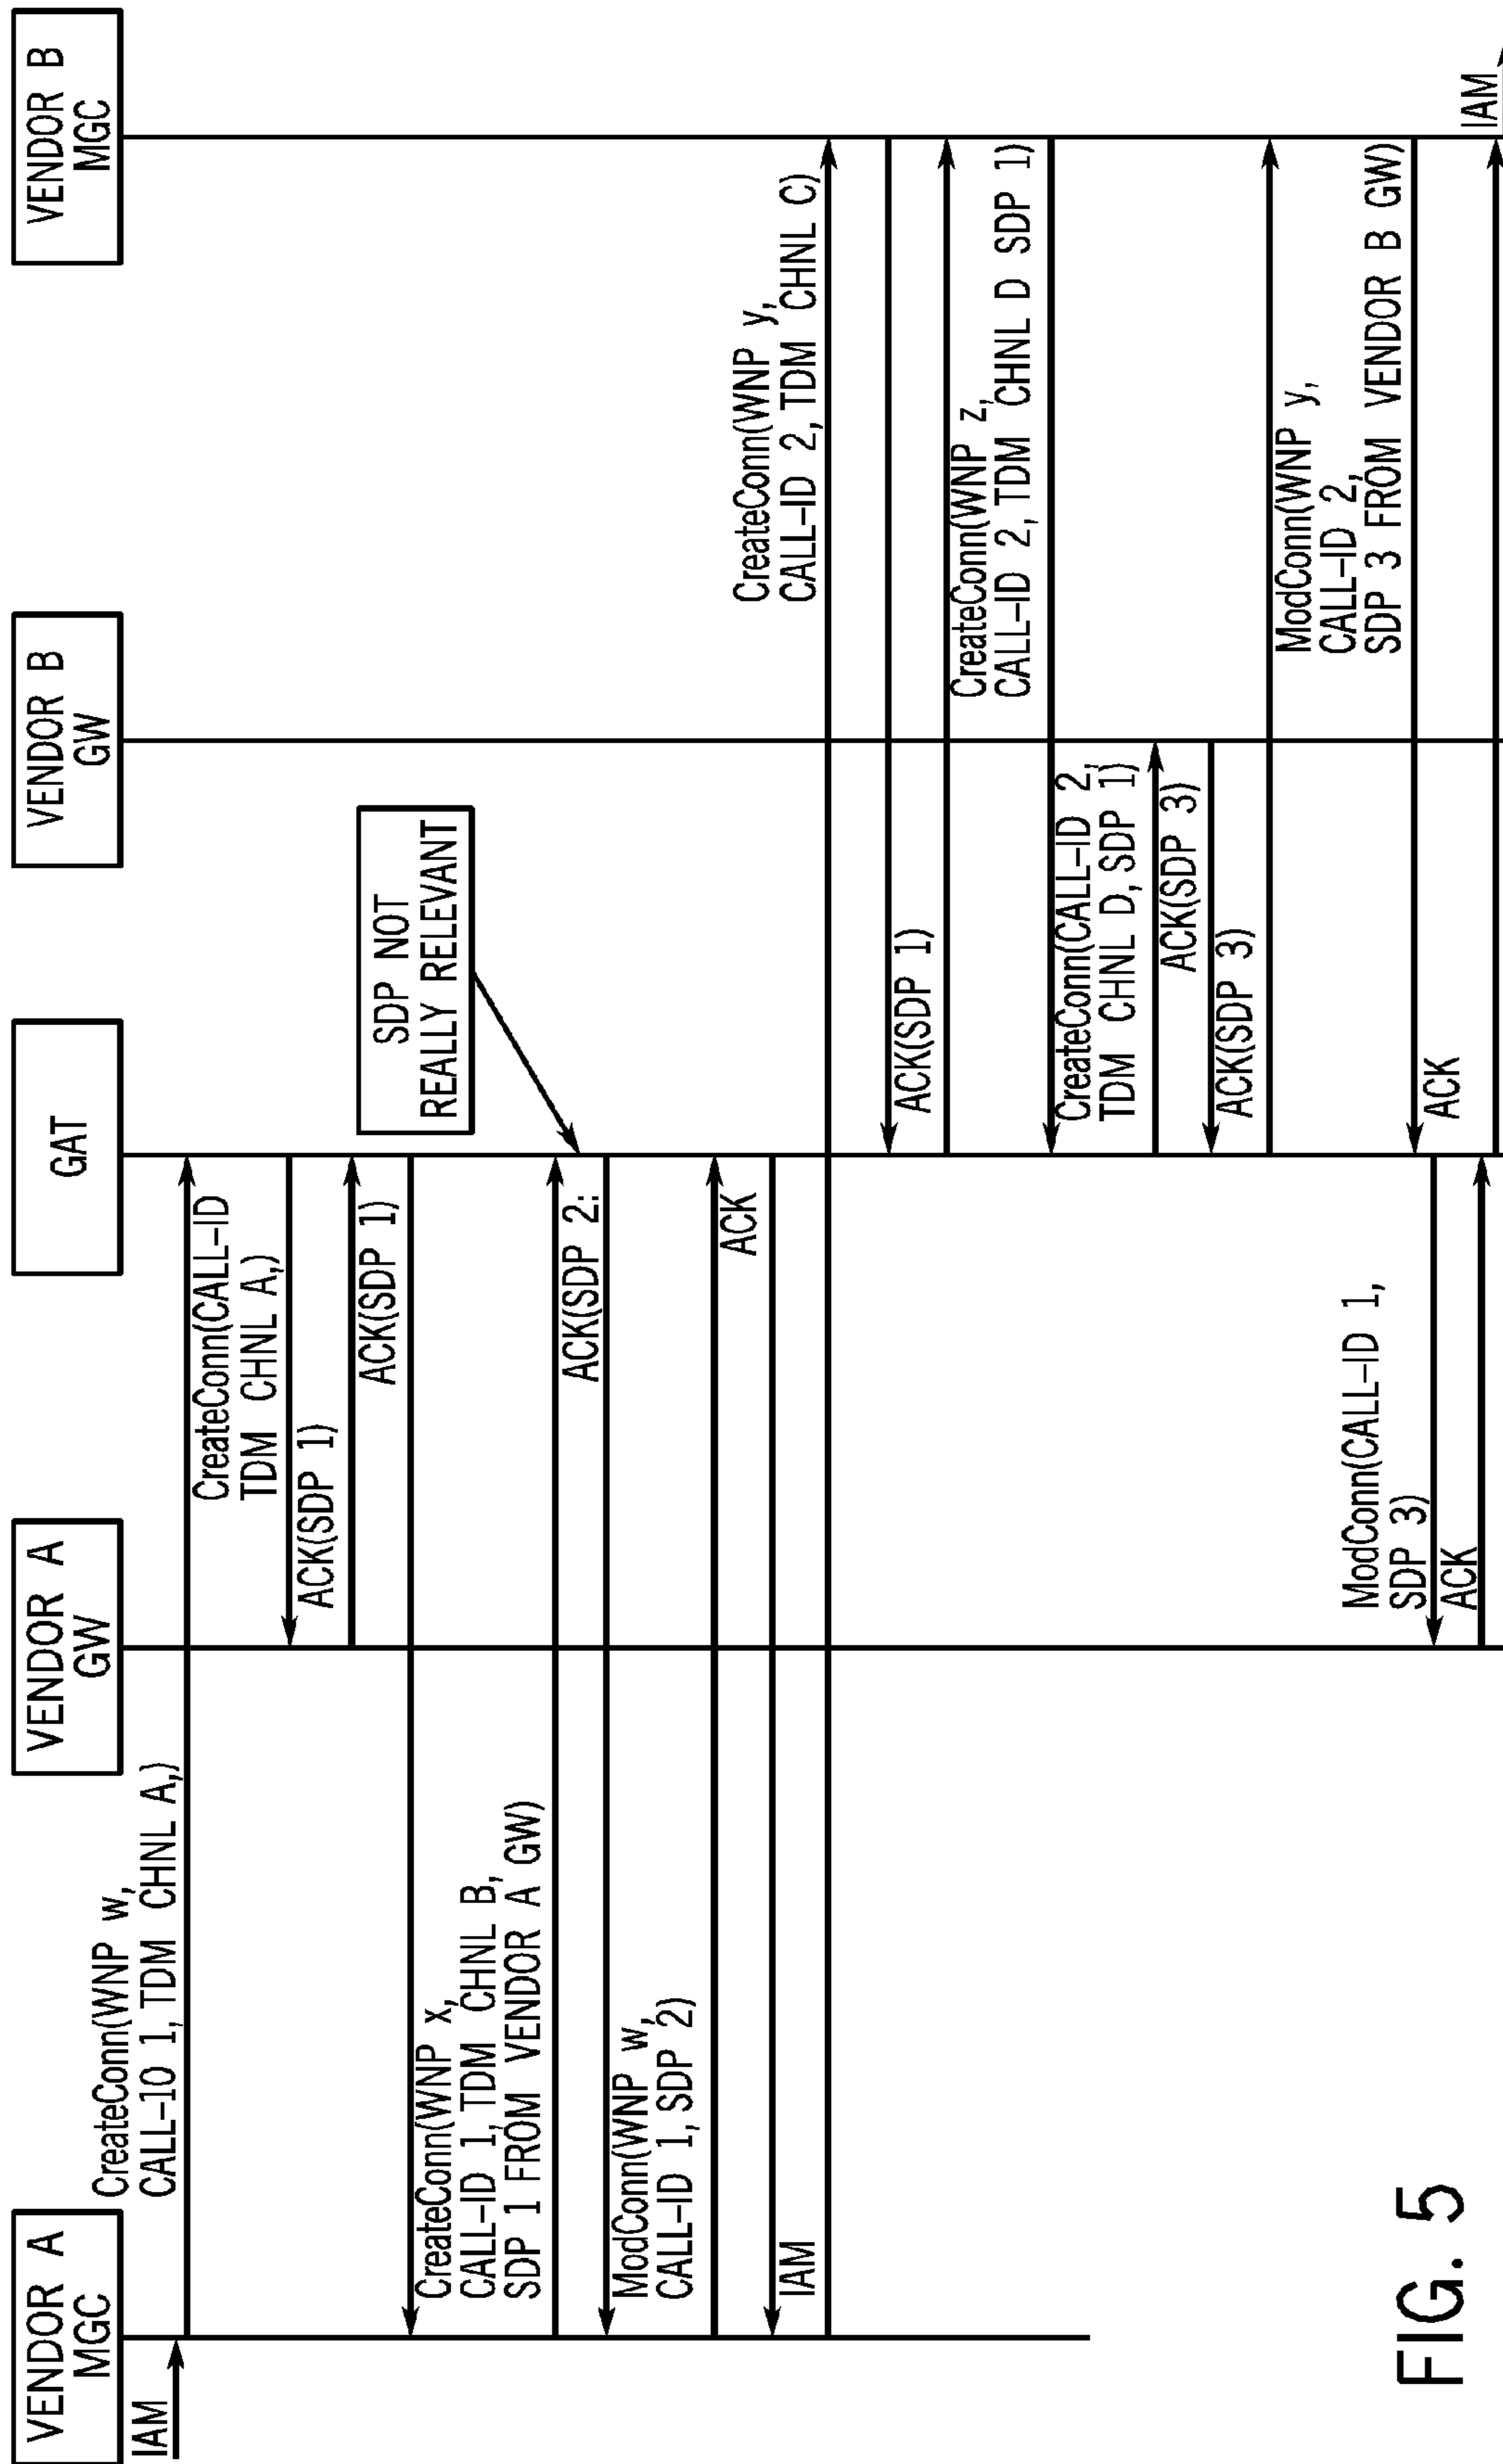 VENDOR A
MGC
VENDOR A
GW
GAT
VENDOR B
GW
VENDOR B
MGC
IAM
CreateConn(WNP w,
CALL-IO 1, TDM CHNL A,)
CreateConn(CALL-ID
TDM CHNL A,)
ACK(SDP 1)
ACK(SDP 1)
CreateConn(WNP x,
CALL-ID 1, TDM CHNL B,
SDP 1 FROM VENDOR A GW)
SDP NOT
REALLY RELEVANT
ACK(SDP 2:
ModConn(WNP w,
CALL-ID 1, SDP 2)
ACK
IAM
CreateConn(WNP y,
CALL-ID 2, TDM CHNL C)
ACK(SDP 1)
CreateConn(WNP z,
CALL-ID 2, TDM CHNL D SDP 1)
CreateConn(CALL-ID 2,
TDM CHNL D, SDP 1)
ACK(SDP 3)
ACK(SDP 3)
ModConn(WNP y,
CALL-ID 2,
SDP 3 FROM VENDOR B GW)
ACK
ModConn(CALL-ID 1,
SDP 3)
ACK
IAM
FIG. 5